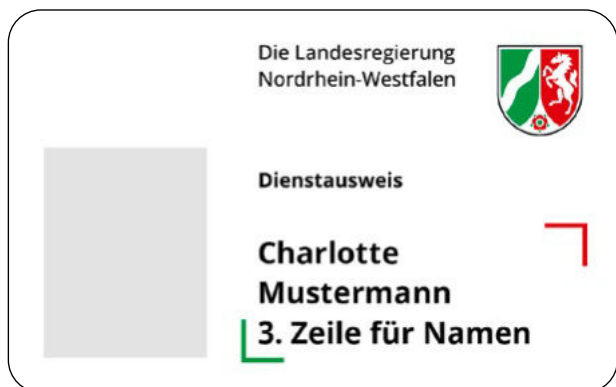 Die Landesregierung
Nordrhein-Westfalen
Dienstausweis
Charlotte
Mustermann
3. Zeile für Namen